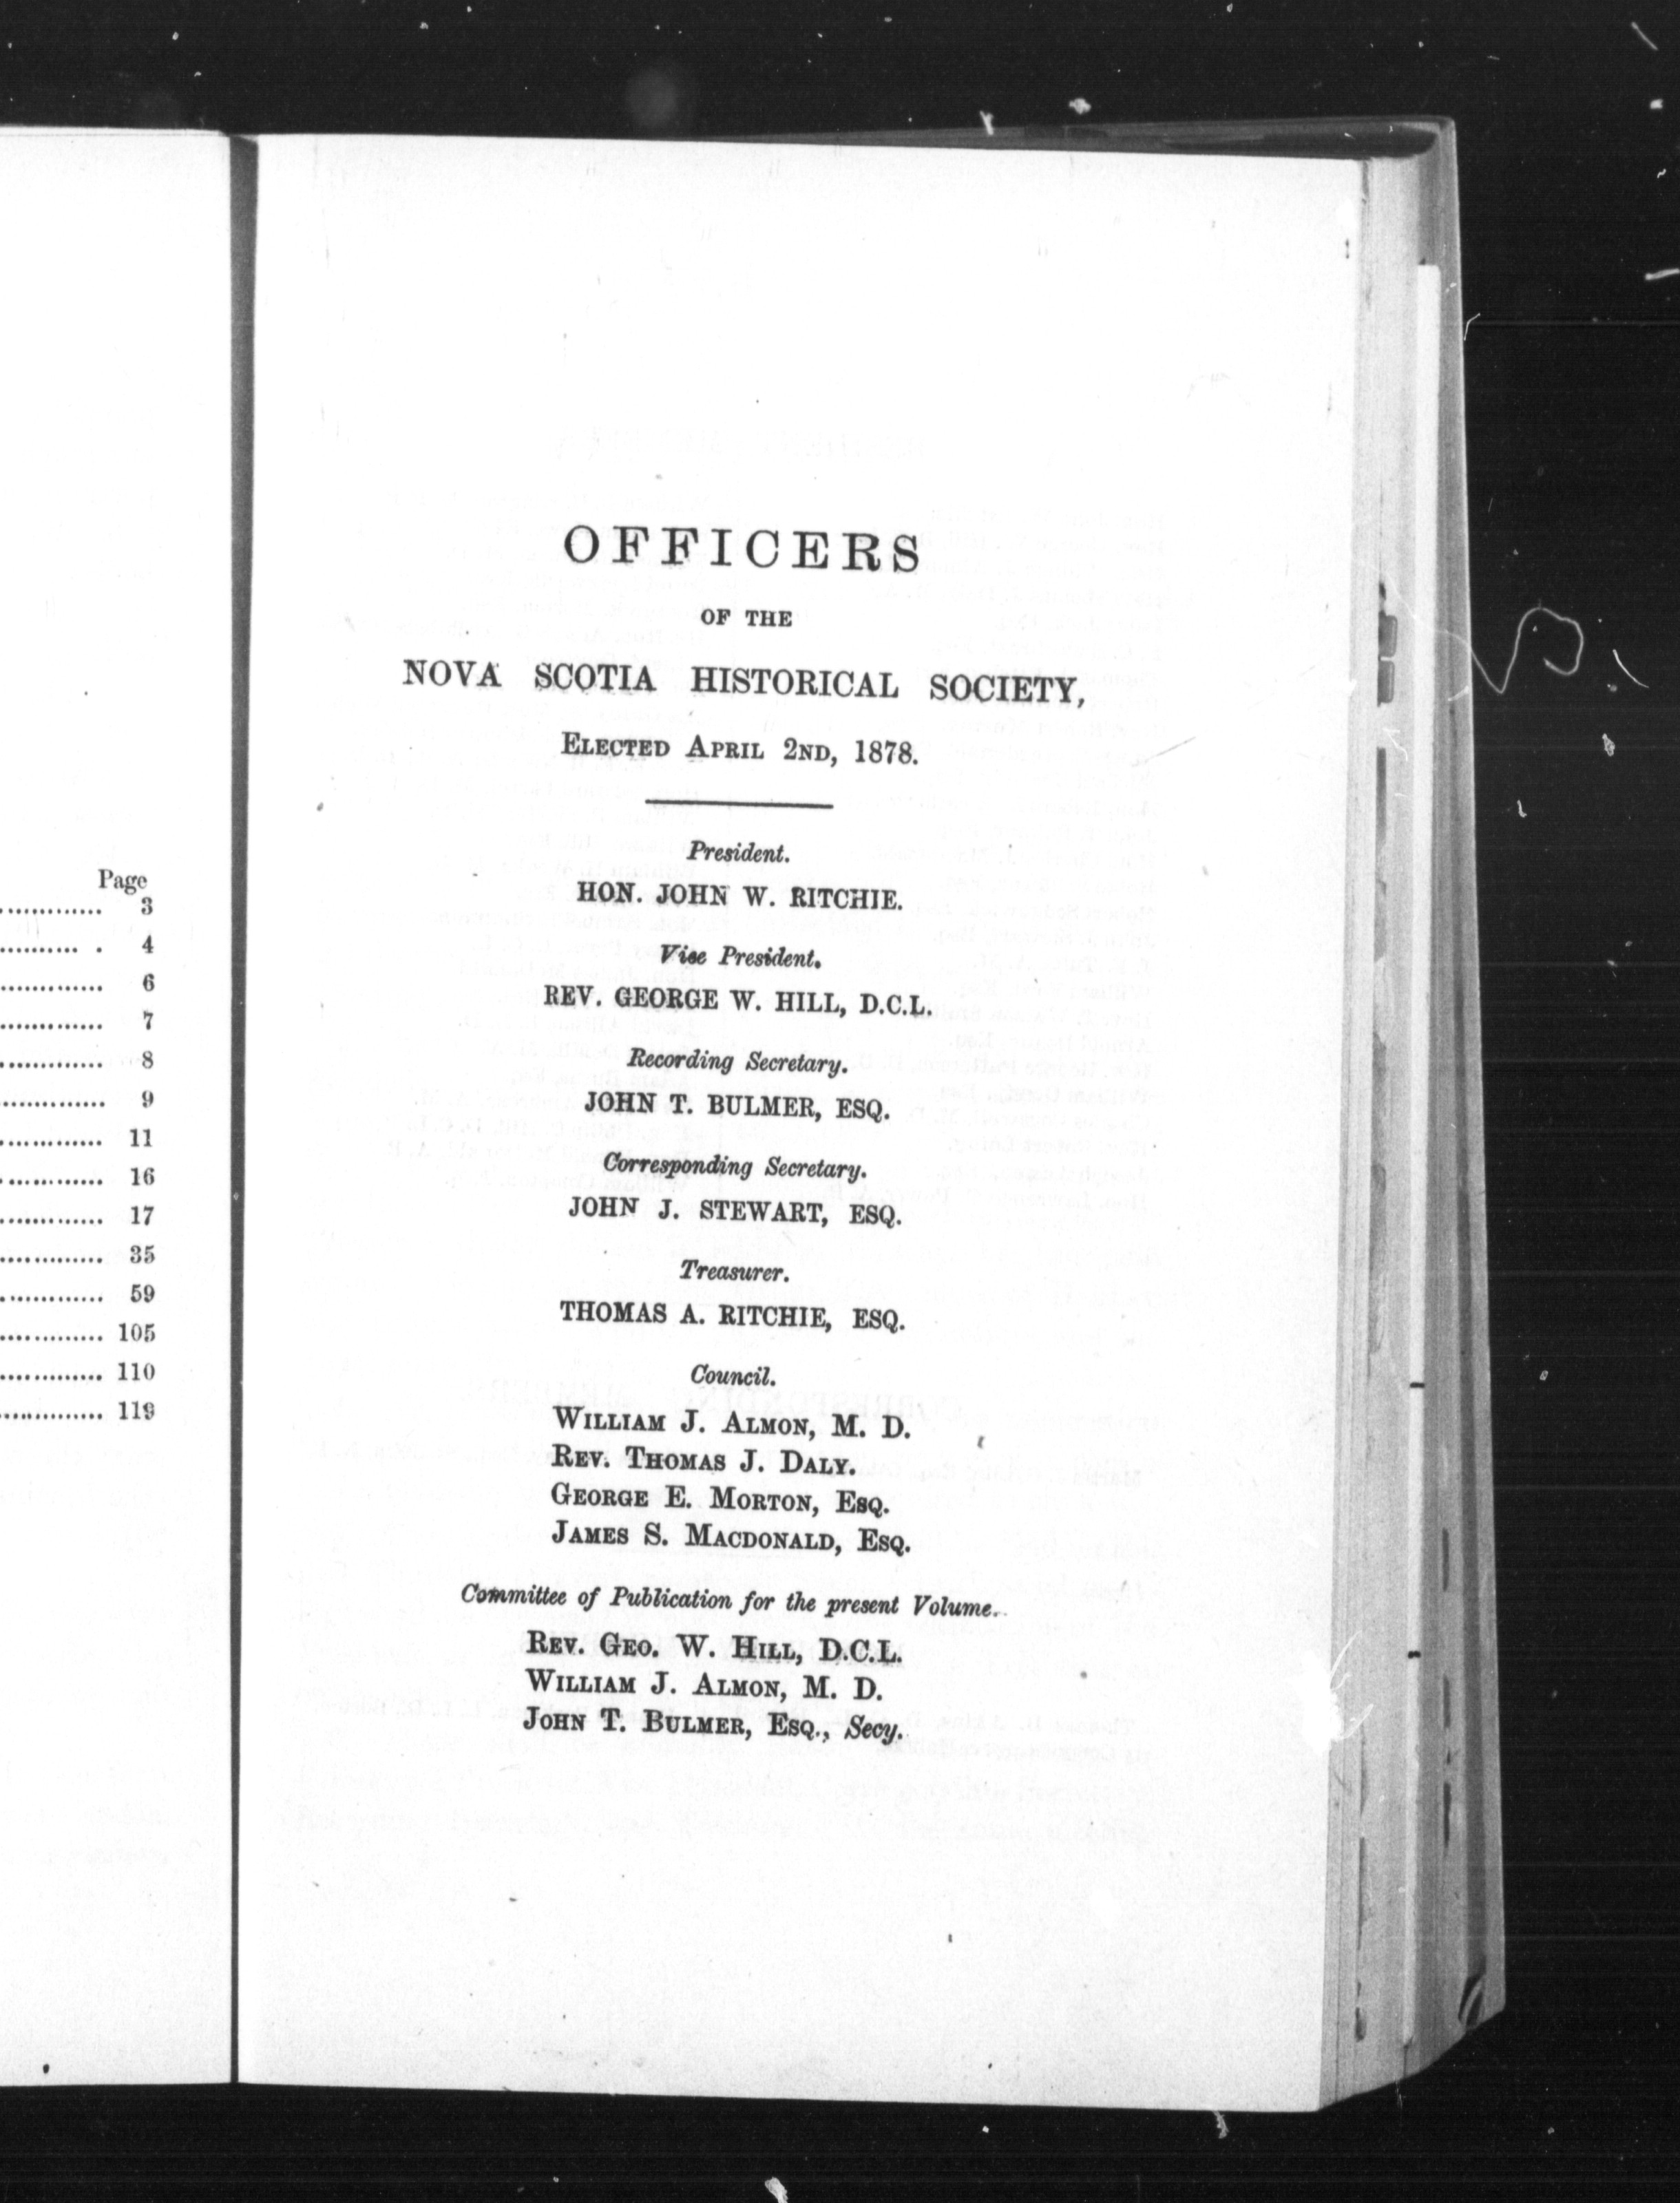 Page
............ 3
.......... . 4
............. 6
............. 7
............ 8
............. 9
............. 11
............. 16
............. 17
............. 35
............. 59
............. 105
............. 110
............. 119
OFFICERS
OF THE
NOVA SCOTIA HISTORICAL SOCIETY,
ELECTED APRIL 2ND, 1878.
President.
HON. JOHN W. RITCHIE.
Vice President.
REV. GEORGE W. HILL, D.C.L.
Recording Secretary.
JOHN T. BULMER, ESQ.
Corresponding Secretary.
JOHN J. STEWART, ESQ.
Treasurer.
THOMAS A. RITCHIE, ESQ.
Council.
WILLIAM J. ALMON, M. D.
REV. THOMAS J. DALY.
GEORGE E. MORTON, ESQ.
JAMES S. MACDONALD, ESQ.
Committee of Publication for the present Volume.
REV. GEO. W. HILL, D.C.L.
WILLIAM J. ALMON, M. D.
JOHN T. BULMER, ESQ., Secy.